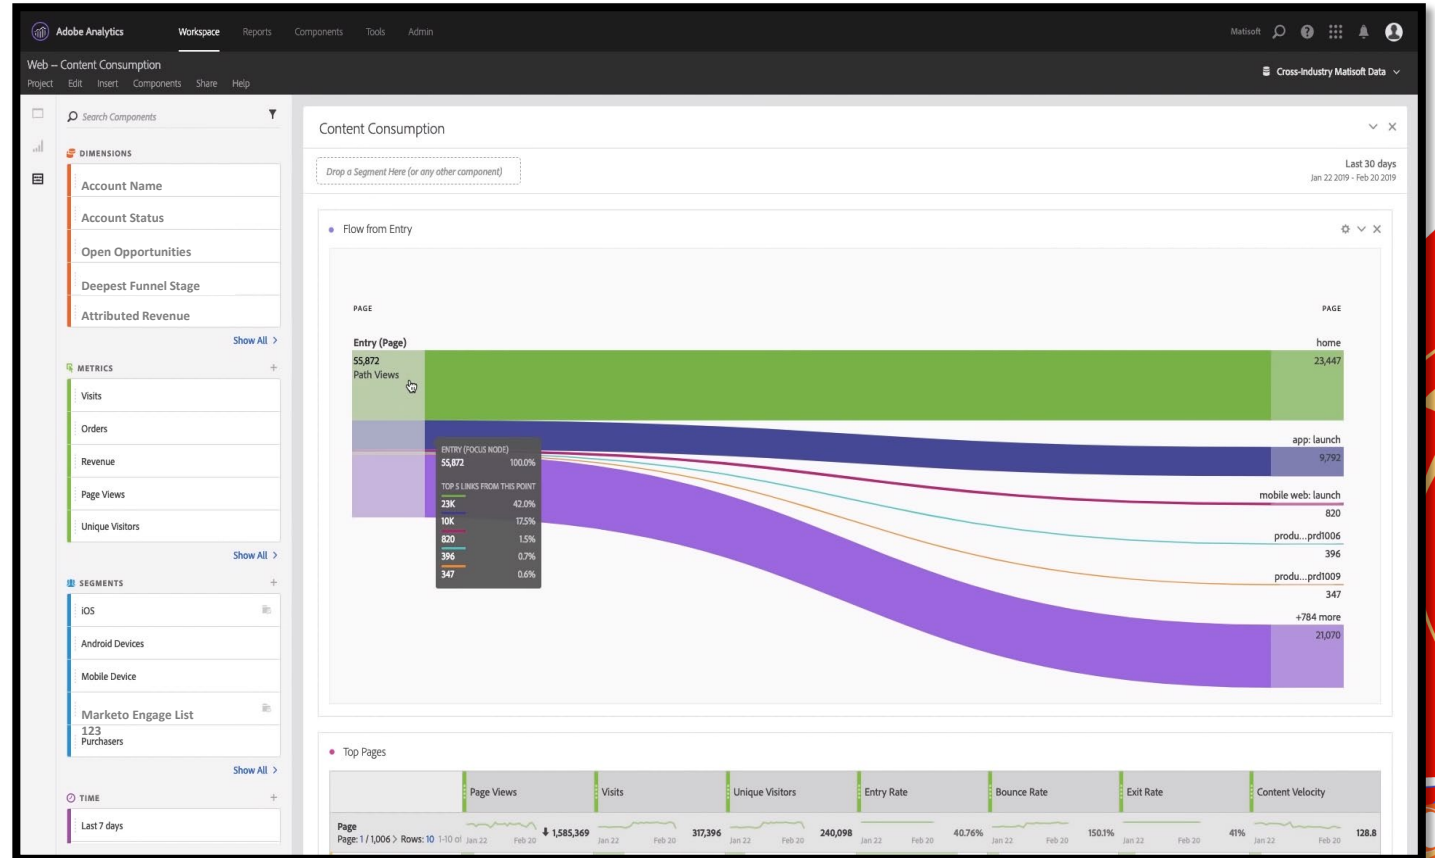 Adobe Analytics Workspace Reports Components Tools Admin Matisoft
Web – Content Consumption
Project Edit Insert Components Share Help
Cross-Industry Matisoft Data
Search Components
DIMENSIONS
Account Name
Account Status
Open Opportunities
Deepest Funnel Stage
Attributed Revenue
Show All >
METRICS
Visits
Orders
Revenue
Page Views
Unique Visitors
Show All >
SEGMENTS
iOS
Android Devices
Mobile Device
Marketo Engage List
123
Purchasers
Show All >
TIME
Last 7 days
Content Consumption
Drop a Segment Here (or any other component)
Last 30 days
Jan 22 2019 - Feb 20 2019
Flow from Entry
PAGE PAGE
Entry (Page)
55,872
Path Views
ENTRY (FOCUS NODE)
55,872 100.0%
TOP 5 LINKS FROM THIS POINT
23K 42.0%
10K 17.5%
820 1.5%
396 0.7%
347 0.6%
home
23,447
app: launch
9,792
mobile web: launch
820
produ...prd1006
396
produ...prd1009
347
+784 more
21,070
Top Pages
Page Views Visits Unique Visitors Entry Rate Bounce Rate Exit Rate Content Velocity
Page
Page: 1 / 1,006 > Rows: 10 1-10 of
Jan 22 Feb 20 1,585,369
Jan 22 Feb 20 317,396
Jan 22 Feb 20 240,098
Jan 22 Feb 20 40.76%
Jan 22 Feb 20 150.1%
Jan 22 Feb 20 41%
Jan 22 Feb 20 128.8